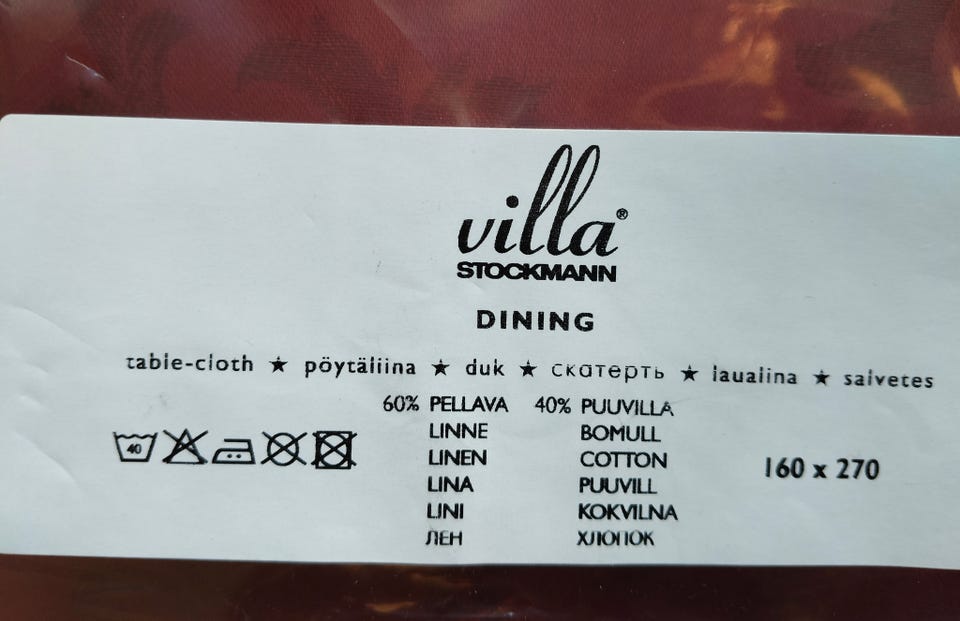 villa®
STOCKMANN
DINING
table-cloth ★ pöytäliina ★ duk ★ скатерть ★ laualina ★ salvetes
60% PELLAVA 40% PUUVILLA
LINNE BOMULL
LINEN COTTON
LINA PUUVILL
LINI KOKVILNA
ЛЕН ХЛОПОК
40
160 x 270